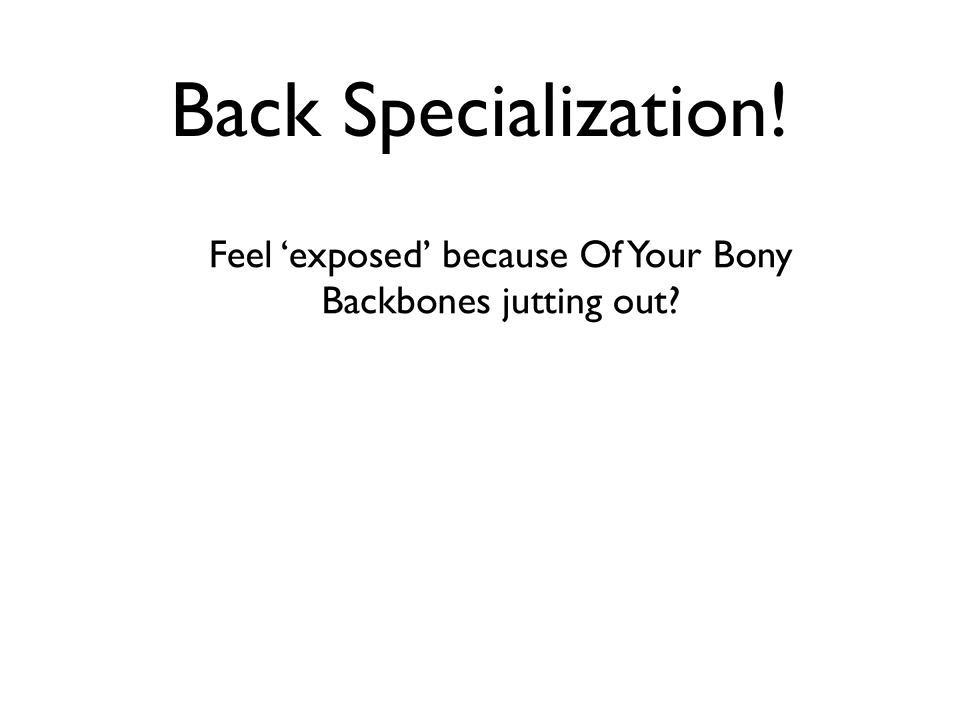 Back Specialization!
Feel ‘exposed’ because Of Your Bony
Backbones jutting out?